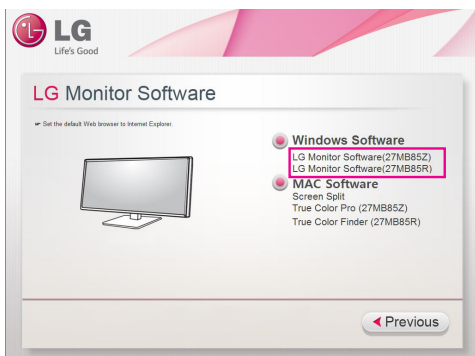 LG
Life's Good
LG Monitor Software
☞ Set the default Web browser to Internet Explorer.
Windows Software
LG Monitor Software(27MB85Z)
LG Monitor Software(27MB85R)
MAC Software
Screen Split
True Color Pro (27MB85Z)
True Color Finder (27MB85R)
Previous